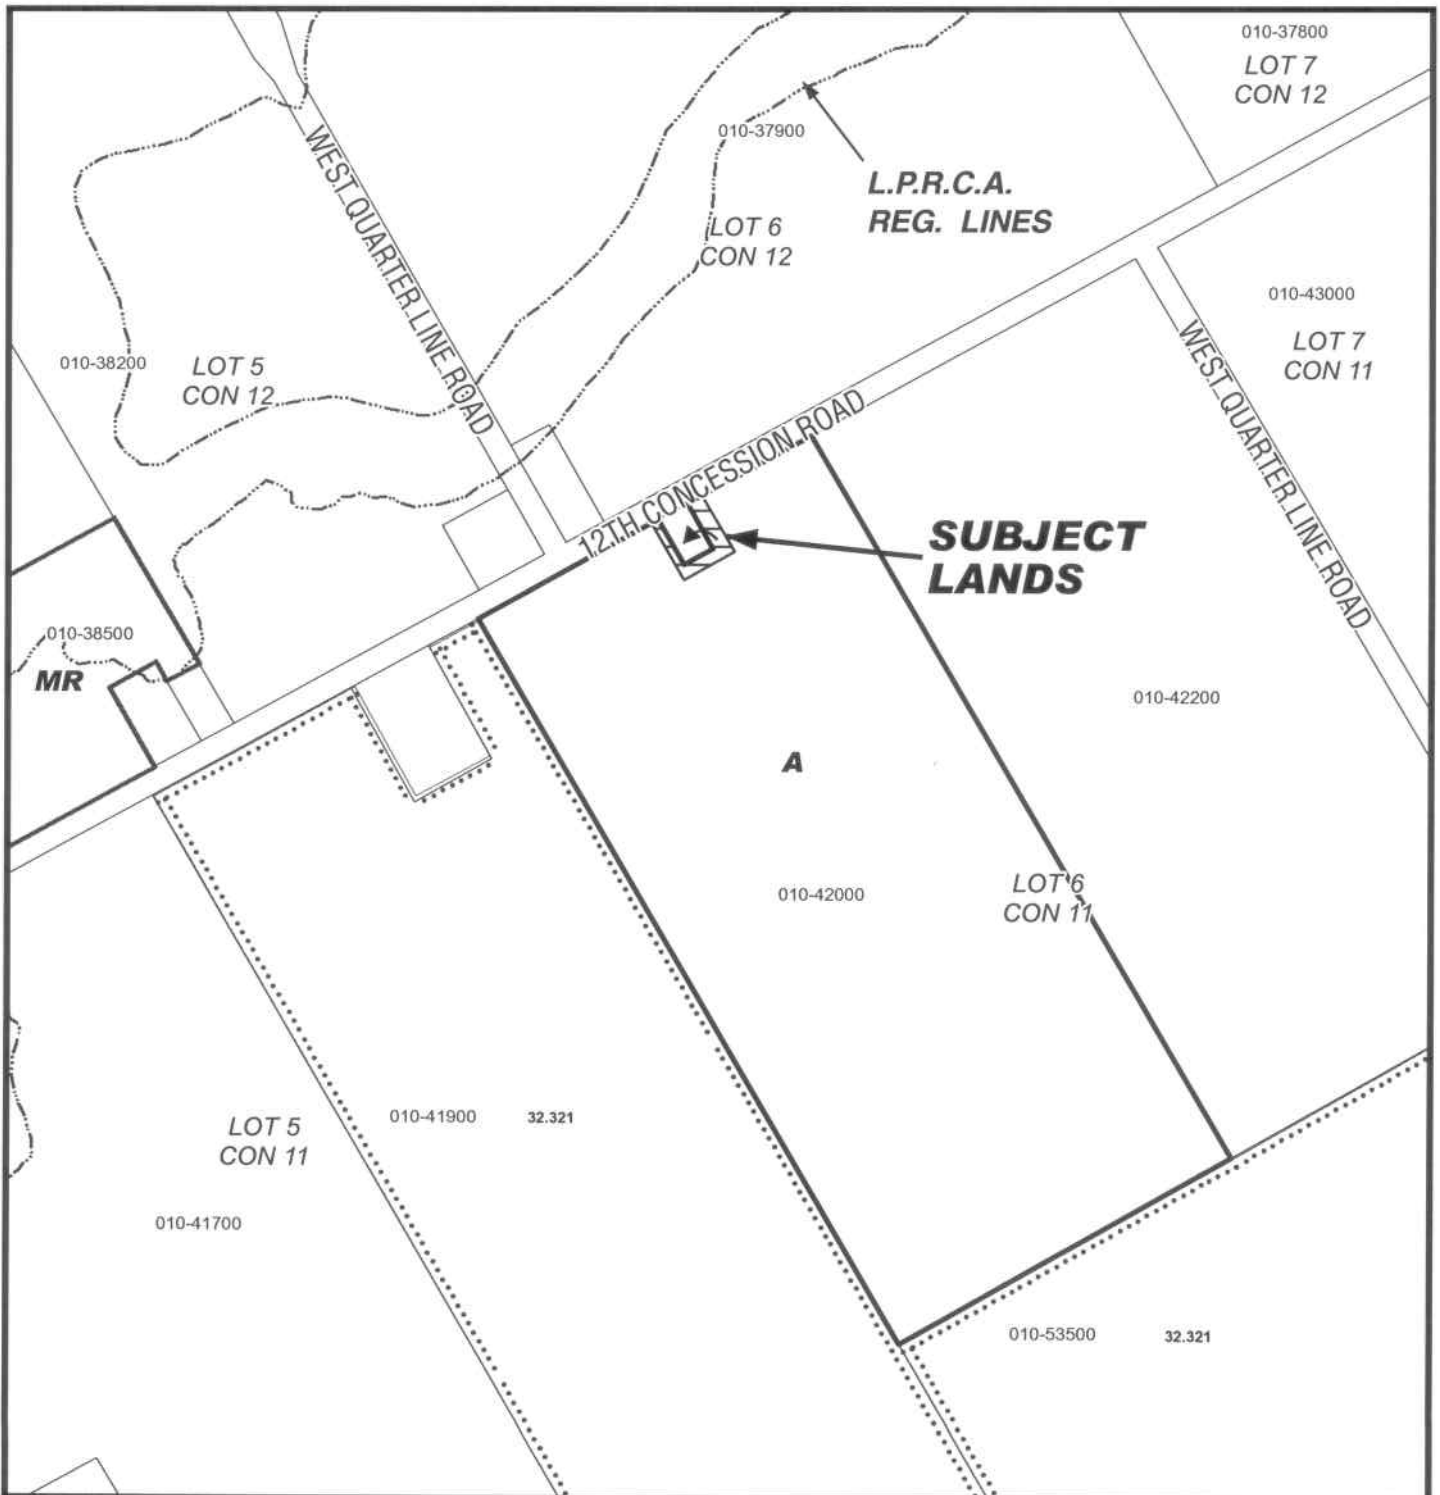 010-37800
LOT 7
CON 12
010-37900
WEST QUARTER LINE ROAD
L.P.R.C.A.
REG. LINES
LOT 6
CON 12
010-43000
LOT 7
CON 11
010-38200
LOT 5
CON 12
WEST QUARTER LINE ROAD
12TH CONCESSION ROAD
SUBJECT
LANDS
010-38500
MR
010-42200
A
010-42000
LOT 6
CON 11
010-41900
32.321
LOT 5
CON 11
010-41700
010-53500
32.321